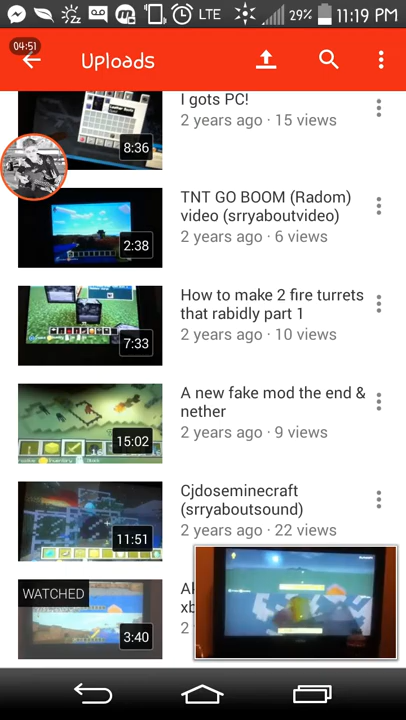 LTE 29% 11:19 PM
04:51
Uploads
I gots PC!
2 years ago · 15 views
8:36
TNT GO BOOM (Radom)
video (srryaboutvideo)
2 years ago · 6 views
2:38
How to make 2 fire turrets
that rabidly part 1
2 years ago · 10 views
7:33
A new fake mod the end &
nether
2 years ago · 9 views
15:02
Cjdoseminecraft
(srryaboutsound)
2 years ago · 22 views
11:51
WATCHED
xb
2
3:40